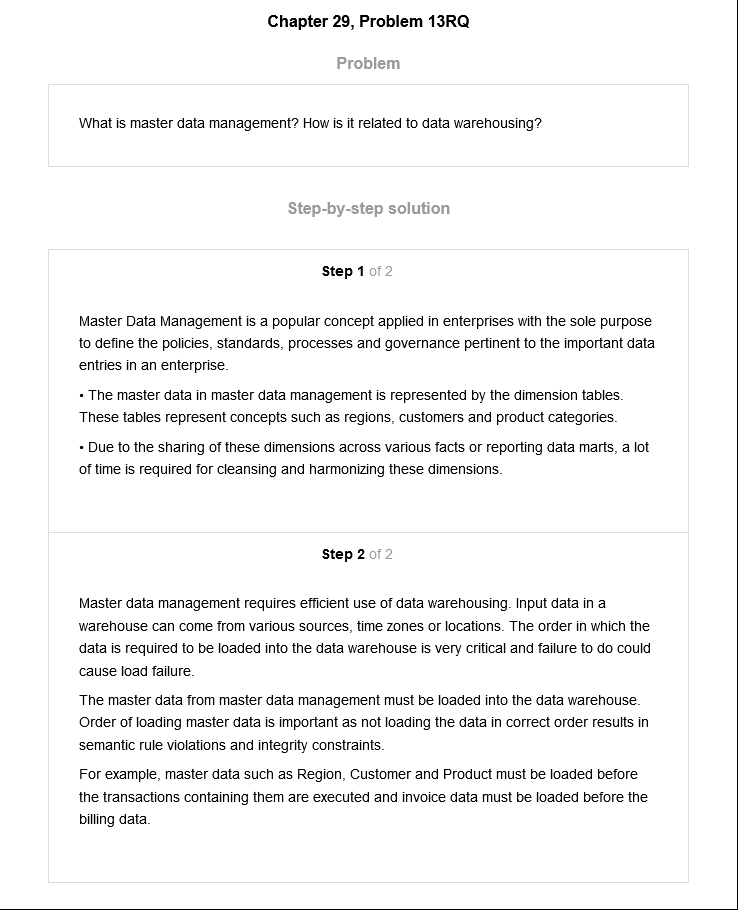 Chapter 29, Problem 13RQ
Problem
What is master data management? How is it related to data warehousing?
Step-by-step solution
Step 1 of 2
Master Data Management is a popular concept applied in enterprises with the sole purpose
to define the policies, standards, processes and governance pertinent to the important data
entries in an enterprise.
• The master data in master data management is represented by the dimension tables.
These tables represent concepts such as regions, customers and product categories.
• Due to the sharing of these dimensions across various facts or reporting data marts, a lot
of time is required for cleansing and harmonizing these dimensions.
Step 2 of 2
Master data management requires efficient use of data warehousing. Input data in a
warehouse can come from various sources, time zones or locations. The order in which the
data is required to be loaded into the data warehouse is very critical and failure to do could
cause load failure.
The master data from master data management must be loaded into the data warehouse.
Order of loading master data is important as not loading the data in correct order results in
semantic rule violations and integrity constraints.
For example, master data such as Region, Customer and Product must be loaded before
the transactions containing them are executed and invoice data must be loaded before the
billing data.